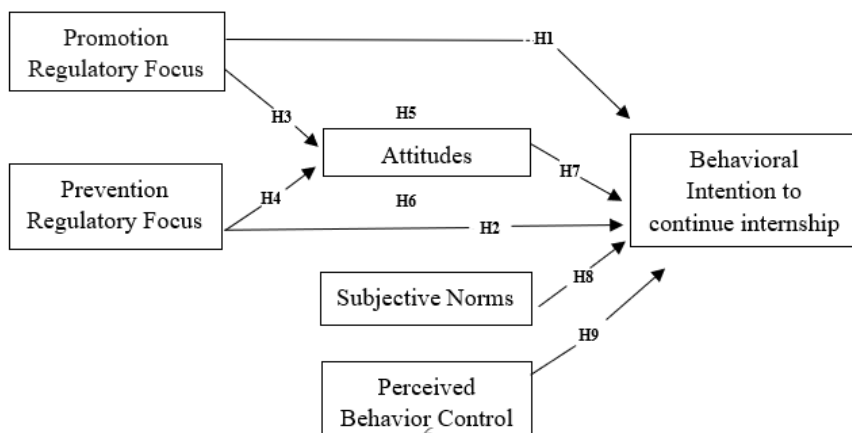 Promotion
Regulatory Focus
H1
H3
H5
Attitudes
H7
Behavioral
Intention to
continue internship
Prevention
Regulatory Focus
H4
H6
H2
Subjective Norms
H8
H9
Perceived
Behavior Control